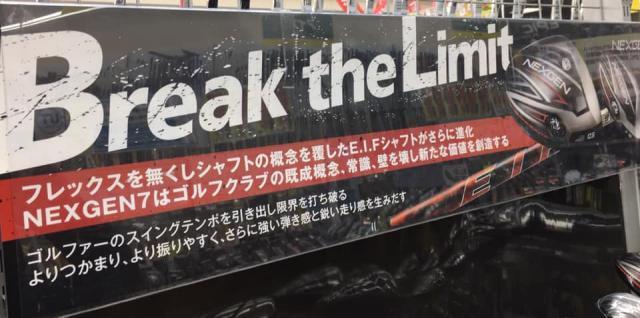 Break the Limit
フレックスを無くしシャフトの概念を覆したE.I.Fシャフトがさらに進化
NEXGEN7はゴルフクラブの既成概念、常識、壁を壊し新たな価値を創造する
ゴルファーのスイングテンポを引き出し限界を打ち破る
よりつかまり、より振りやすく、さらに強い弾き感と鋭い走り感を生みだす
NEXGEN
NEXGEN